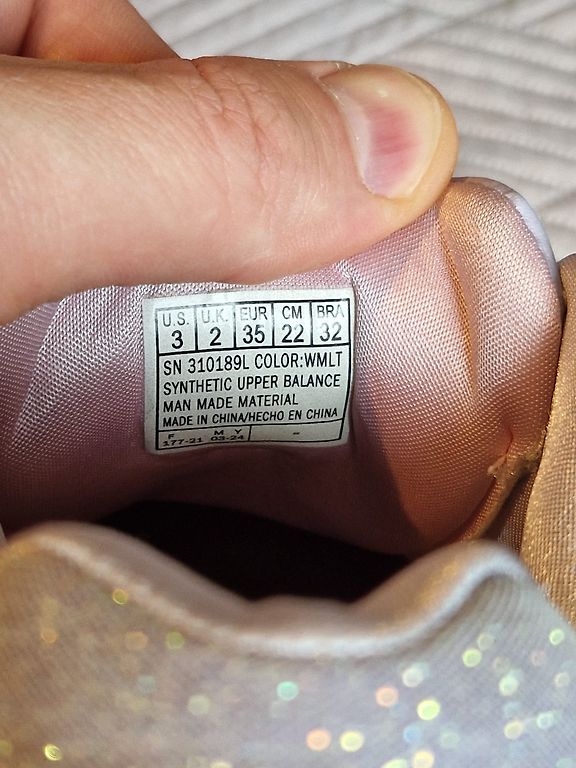 U.S. U.K. EUR CM BRA
3 2 35 22 32
SN 310189L COLOR:WMLT
SYNTHETIC UPPER BALANCE
MAN MADE MATERIAL
MADE IN CHINA/HECHO EN CHINA
F M Y
177-21 03-24 -